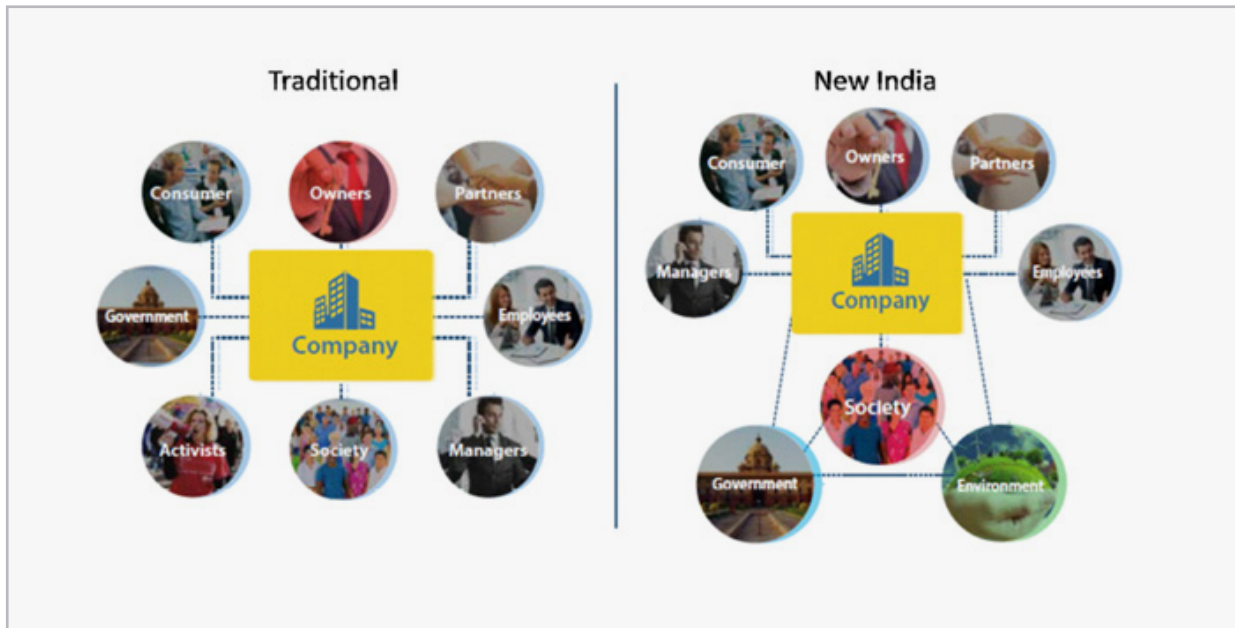 Traditional
Consumer
Owners
Partners
Government
Company
Employees
Activists
Society
Managers
New India
Consumer
Owners
Partners
Managers
Company
Employees
Society
Government
Environment